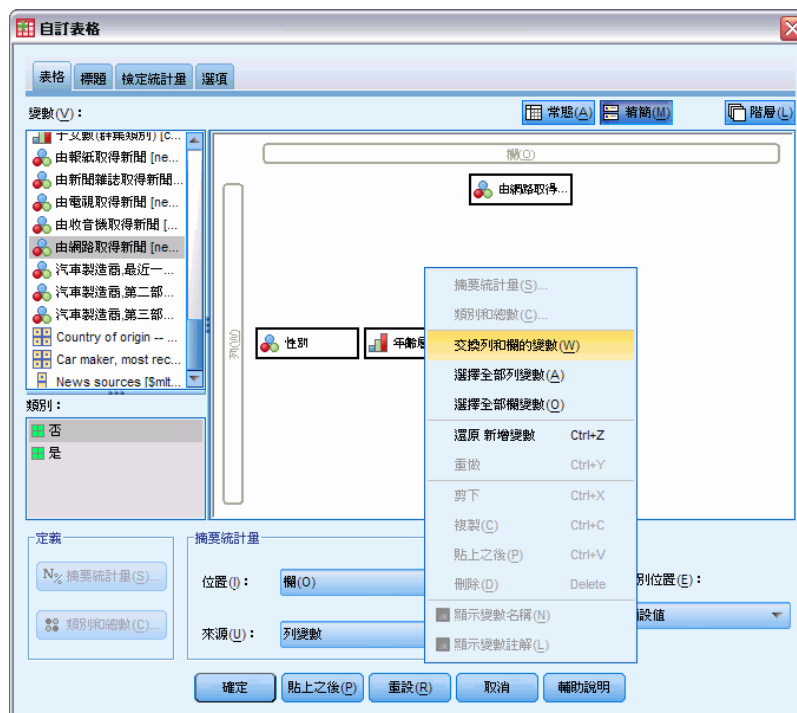 自訂表格
表格 標題 檢定統計量 選項
變數(V)：
常態(A) 精簡(M) 階層(L)
子女數(群集類別) [c...
由報紙取得新聞 [ne...
由新聞雜誌取得新聞...
由電視取得新聞 [ne...
由收音機取得新聞 [...
由網路取得新聞 [ne...
汽車製造商,最近一...
汽車製造商,第二部...
汽車製造商,第三部...
Country of origin -- ...
Car maker, most rec...
News sources [$mlt...
類別：
否
是
欄(O)
由網路取得...
列(W)
性別
年齡層
摘要統計量(S)...
類別和總數(C)...
交換列和欄的變數(W)
選擇全部列變數(A)
選擇全部欄變數(O)
還原 新增變數 Ctrl+Z
重做 Ctrl+Y
剪下 Ctrl+X
複製(C) Ctrl+C
貼上之後(P) Ctrl+V
刪除(D) Delete
顯示變數名稱(N)
顯示變數註解(L)
定義
N% 摘要統計量(S)...
類別和總數(C)...
摘要統計量
位置(I)： 欄(O)
來源(U)： 列變數
別位置(E)：
設值
確定 貼上之後(P) 重設(R) 取消 輔助說明